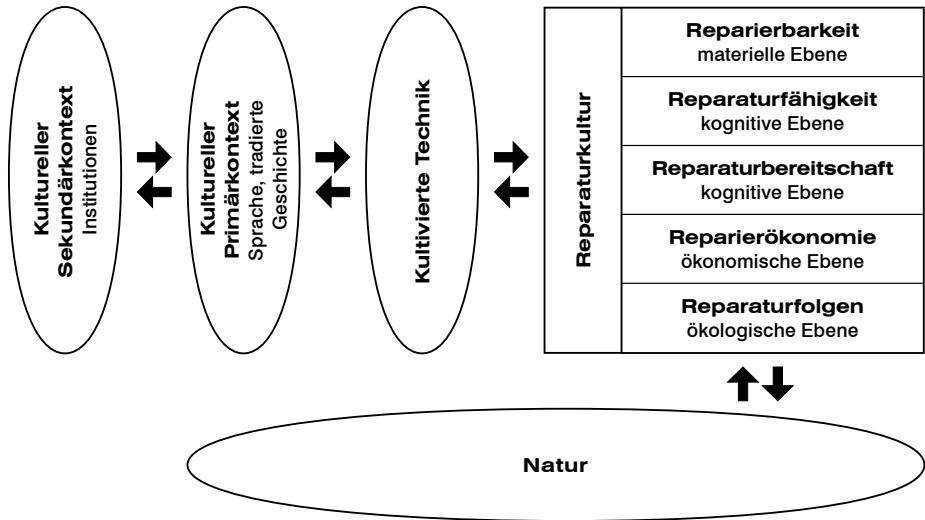 Kultureller
Sekundärkontext
Institutionen
Kultureller
Primärkontext
Sprache, tradierte
Geschichte
Kultivierte Technik
Reparaturkultur
Reparierbarkeit
materielle Ebene
Reparaturfähigkeit
kognitive Ebene
Reparaturbereitschaft
kognitive Ebene
Reparierökonomie
ökonomische Ebene
Reparaturfolgen
ökologische Ebene
Natur